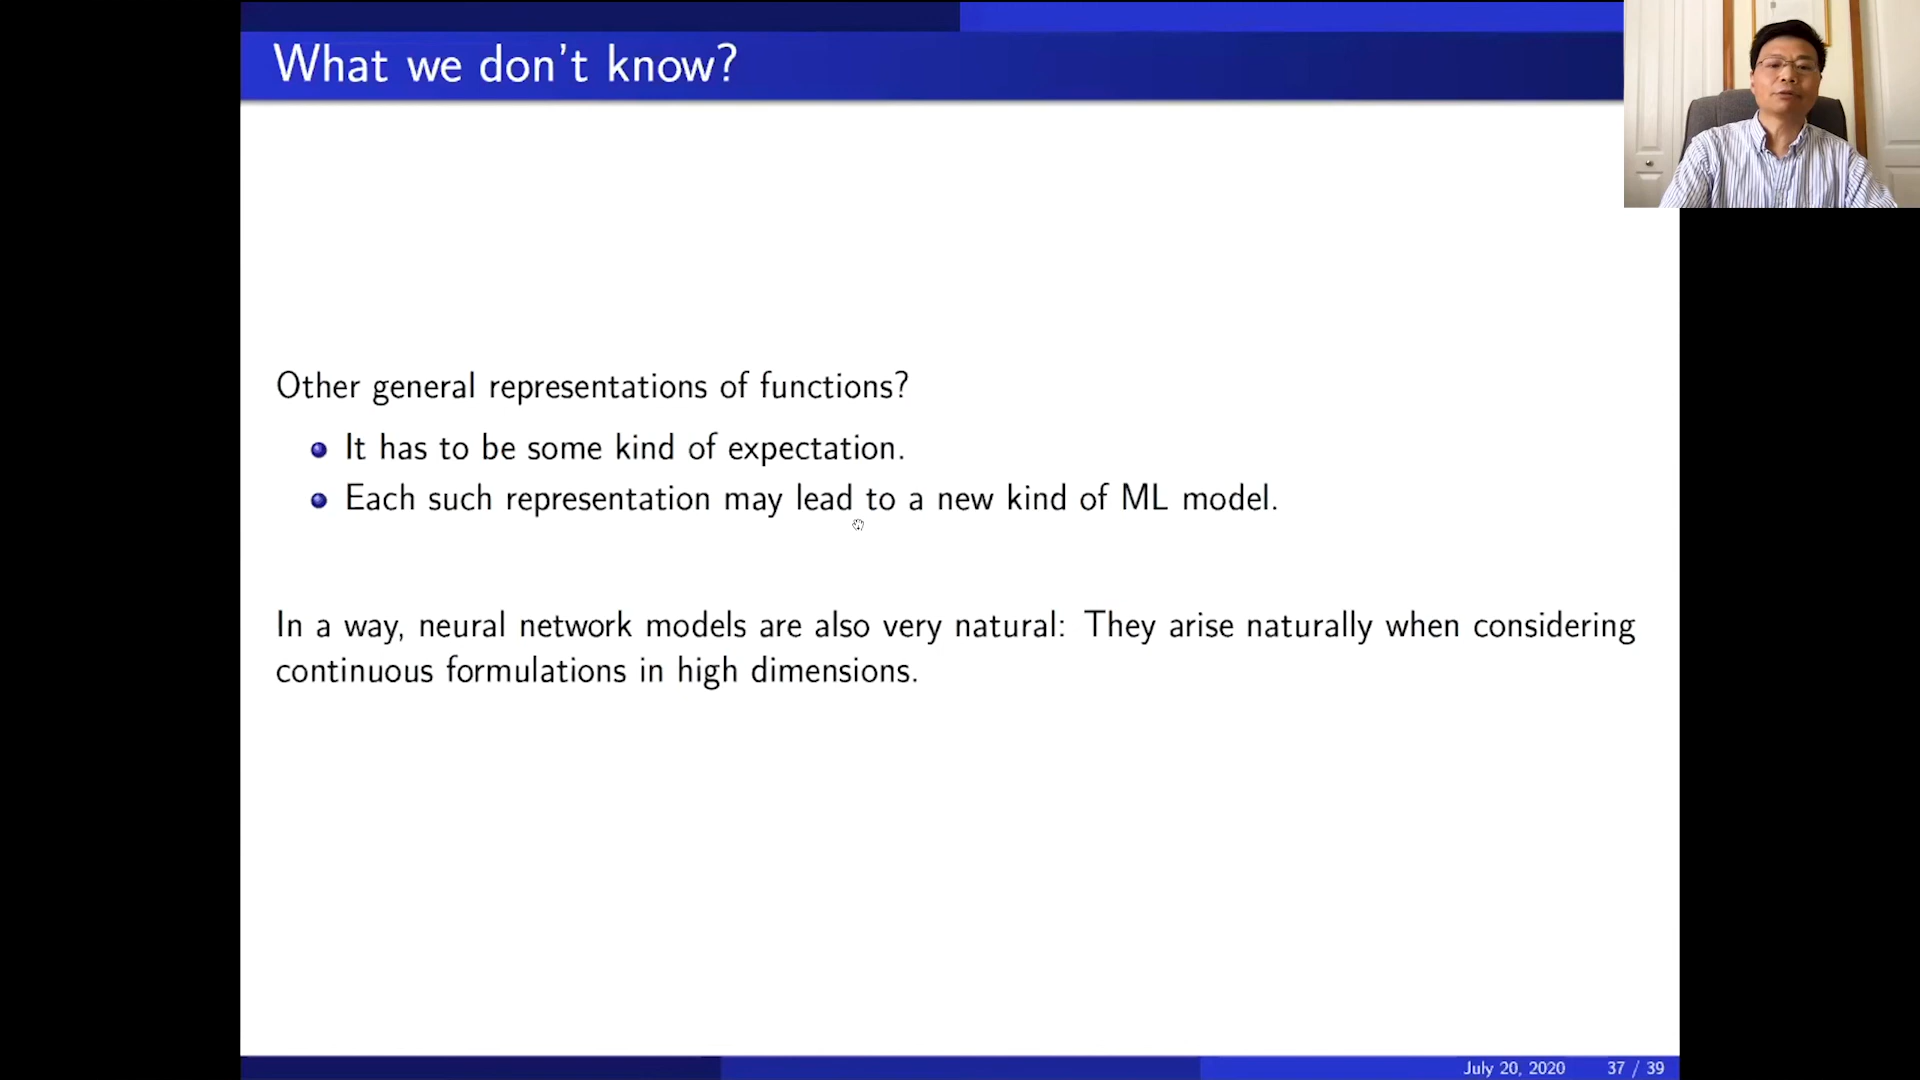 What we don't know?
Other general representations of functions?
It has to be some kind of expectation.
Each such representation may lead to a new kind of ML model.
In a way, neural network models are also very natural: They arise naturally when considering
continuous formulations in high dimensions.
July 20, 2020 37 / 39